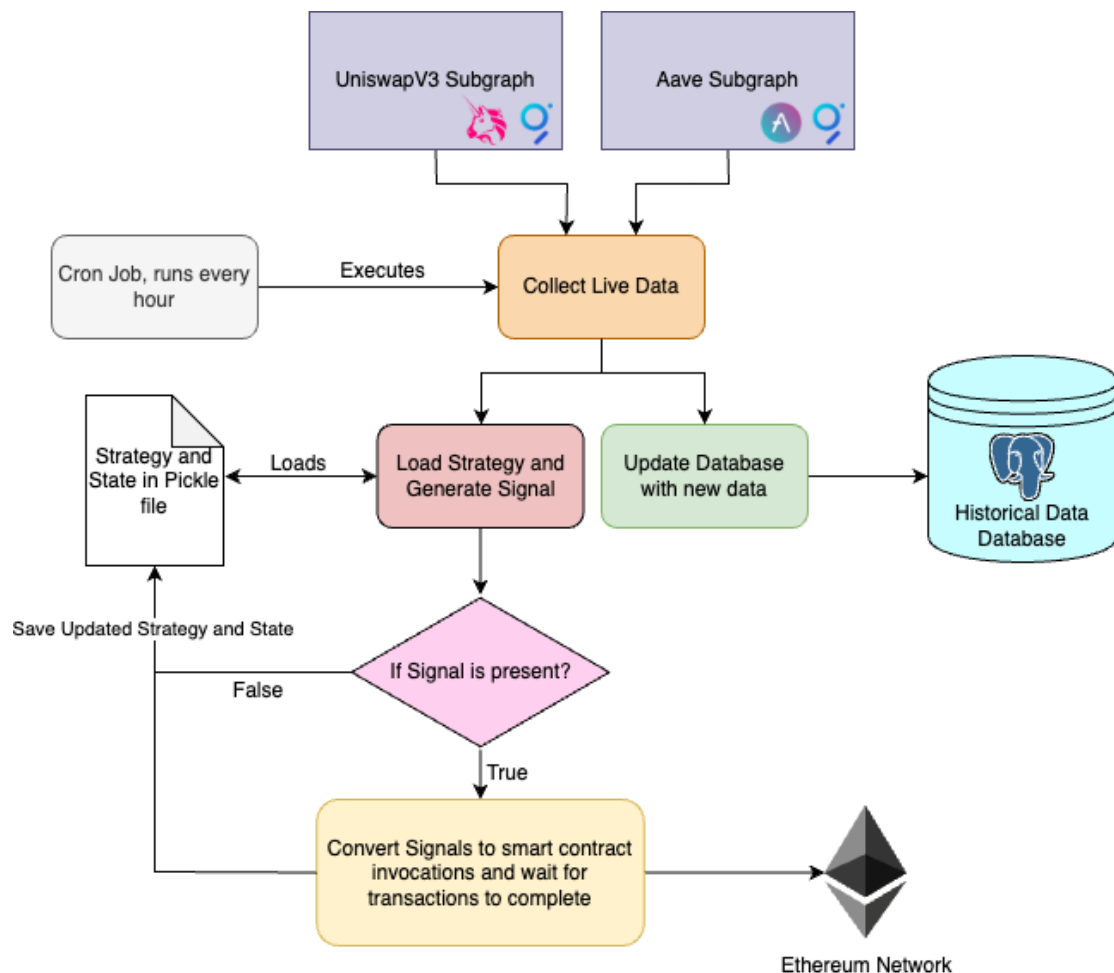 UniswapV3 Subgraph
Aave Subgraph
Cron Job, runs every
hour
Executes
Collect Live Data
Strategy and
State in Pickle
file
Loads
Load Strategy and
Generate Signal
Update Database
with new data
Historical Data
Database
Save Updated Strategy and State
If Signal is present?
False
True
Convert Signals to smart contract
invocations and wait for
transactions to complete
Ethereum Network